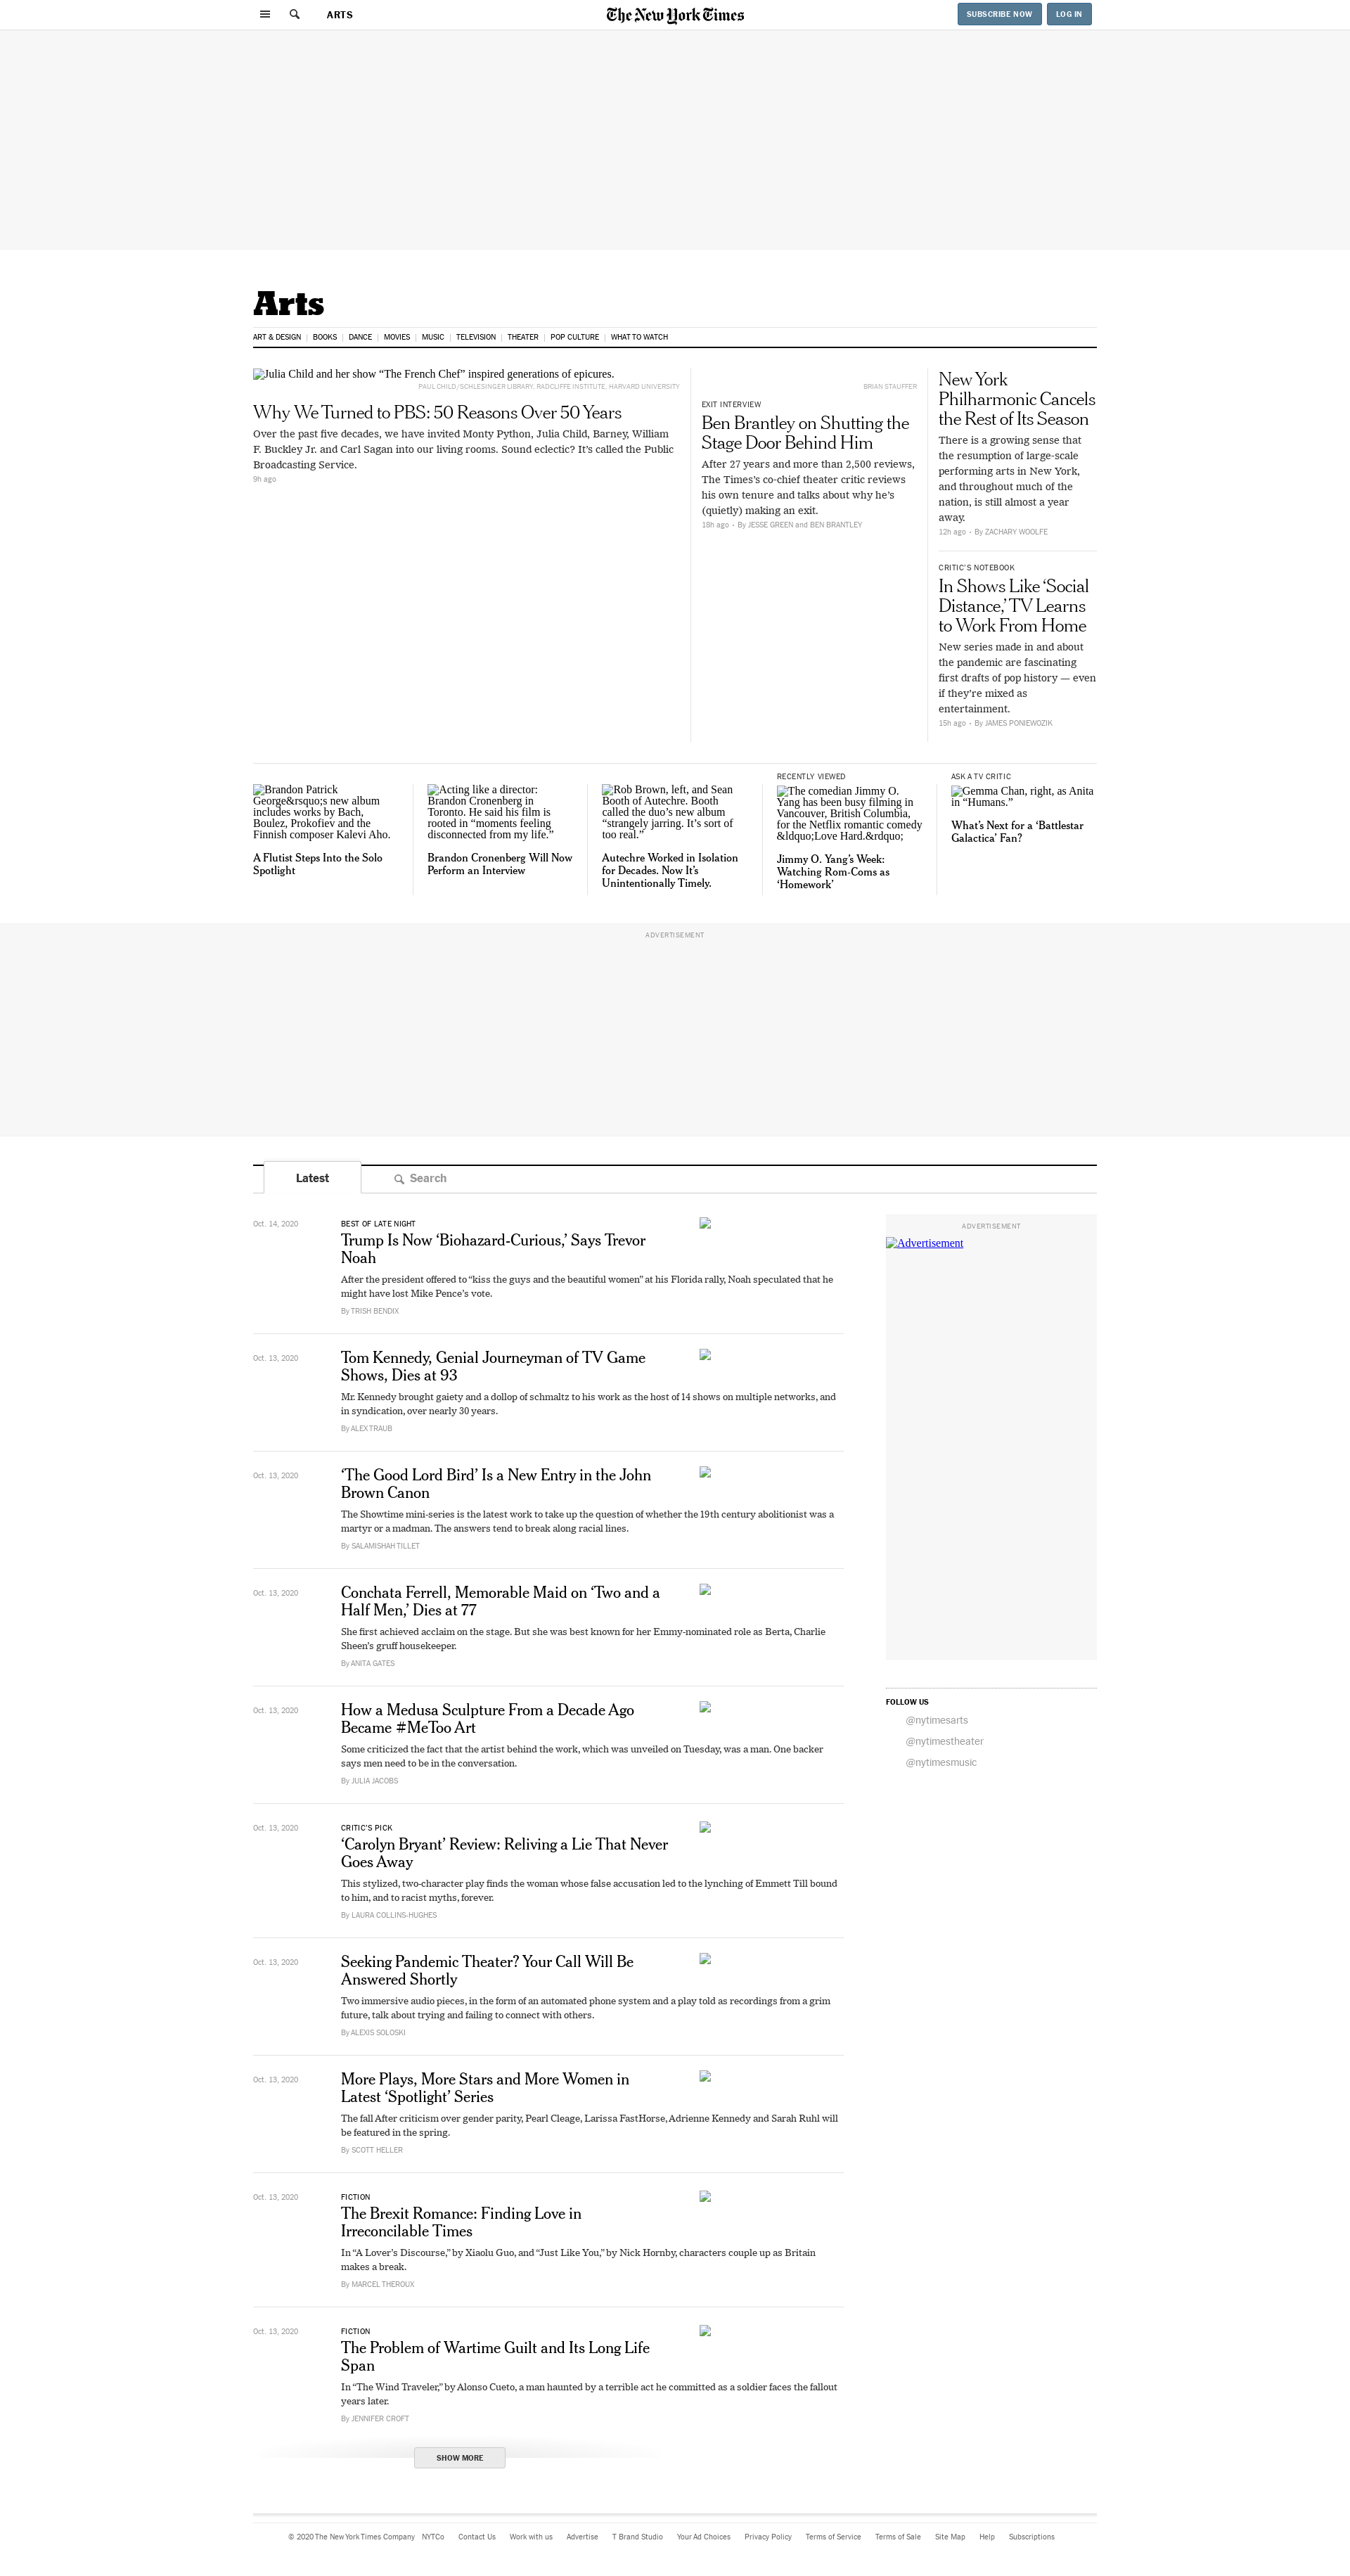 ARTS
The New York Times
SUBSCRIBE NOW
LOG IN
Arts
ART & DESIGN | BOOKS | DANCE | MOVIES | MUSIC | TELEVISION | THEATER | POP CULTURE | WHAT TO WATCH
Julia Child and her show “The French Chef” inspired generations of epicures.
PAUL CHILD/SCHLESINGER LIBRARY, RADCLIFFE INSTITUTE, HARVARD UNIVERSITY
Why We Turned to PBS: 50 Reasons Over 50 Years
Over the past five decades, we have invited Monty Python, Julia Child, Barney, William
F. Buckley Jr. and Carl Sagan into our living rooms. Sound eclectic? It’s called the Public
Broadcasting Service.
9h ago
BRIAN STAUFFER
EXIT INTERVIEW
Ben Brantley on Shutting the
Stage Door Behind Him
After 27 years and more than 2,500 reviews,
The Times’s co-chief theater critic reviews
his own tenure and talks about why he’s
(quietly) making an exit.
18h ago • By JESSE GREEN and BEN BRANTLEY
New York
Philharmonic Cancels
the Rest of Its Season
There is a growing sense that
the resumption of large-scale
performing arts in New York,
and throughout much of the
nation, is still almost a year
away.
12h ago • By ZACHARY WOOLFE
CRITIC’S NOTEBOOK
In Shows Like ‘Social
Distance,’ TV Learns
to Work From Home
New series made in and about
the pandemic are fascinating
first drafts of pop history — even
if they’re mixed as
entertainment.
15h ago • By JAMES PONIEWOZIK
Brandon Patrick
George&rsquo;s new album
includes works by Bach,
Boulez, Prokofiev and the
Finnish composer Kalevi Aho.
A Flutist Steps Into the Solo
Spotlight
Acting like a director:
Brandon Cronenberg in
Toronto. He said his film is
rooted in “moments feeling
disconnected from my life.”
Brandon Cronenberg Will Now
Perform an Interview
Rob Brown, left, and Sean
Booth of Autechre. Booth
called the duo’s new album
“strangely jarring. It’s sort of
too real.”
Autechre Worked in Isolation
for Decades. Now It’s
Unintentionally Timely.
RECENTLY VIEWED
The comedian Jimmy O.
Yang has been busy filming in
Vancouver, British Columbia,
for the Netflix romantic comedy
&ldquo;Love Hard.&rdquo;
Jimmy O. Yang’s Week:
Watching Rom-Coms as
‘Homework’
ASK A TV CRITIC
Gemma Chan, right, as Anita
in “Humans.”
What’s Next for a ‘Battlestar
Galactica’ Fan?
ADVERTISEMENT
Latest
Search
Oct. 14, 2020
BEST OF LATE NIGHT
Trump Is Now ‘Biohazard-Curious,’ Says Trevor
Noah
After the president offered to “kiss the guys and the beautiful women” at his Florida rally, Noah speculated that he
might have lost Mike Pence’s vote.
By TRISH BENDIX
Oct. 13, 2020
Tom Kennedy, Genial Journeyman of TV Game
Shows, Dies at 93
Mr. Kennedy brought gaiety and a dollop of schmaltz to his work as the host of 14 shows on multiple networks, and
in syndication, over nearly 30 years.
By ALEX TRAUB
Oct. 13, 2020
‘The Good Lord Bird’ Is a New Entry in the John
Brown Canon
The Showtime mini-series is the latest work to take up the question of whether the 19th century abolitionist was a
martyr or a madman. The answers tend to break along racial lines.
By SALAMISHAH TILLET
Oct. 13, 2020
Conchata Ferrell, Memorable Maid on ‘Two and a
Half Men,’ Dies at 77
She first achieved acclaim on the stage. But she was best known for her Emmy-nominated role as Berta, Charlie
Sheen’s gruff housekeeper.
By ANITA GATES
Oct. 13, 2020
How a Medusa Sculpture From a Decade Ago
Became #MeToo Art
Some criticized the fact that the artist behind the work, which was unveiled on Tuesday, was a man. One backer
says men need to be in the conversation.
By JULIA JACOBS
Oct. 13, 2020
CRITIC’S PICK
‘Carolyn Bryant’ Review: Reliving a Lie That Never
Goes Away
This stylized, two-character play finds the woman whose false accusation led to the lynching of Emmett Till bound
to him, and to racist myths, forever.
By LAURA COLLINS-HUGHES
Oct. 13, 2020
Seeking Pandemic Theater? Your Call Will Be
Answered Shortly
Two immersive audio pieces, in the form of an automated phone system and a play told as recordings from a grim
future, talk about trying and failing to connect with others.
By ALEXIS SOLOSKI
Oct. 13, 2020
More Plays, More Stars and More Women in
Latest ‘Spotlight’ Series
The fall After criticism over gender parity, Pearl Cleage, Larissa FastHorse, Adrienne Kennedy and Sarah Ruhl will
be featured in the spring.
By SCOTT HELLER
Oct. 13, 2020
FICTION
The Brexit Romance: Finding Love in
Irreconcilable Times
In “A Lover’s Discourse,” by Xiaolu Guo, and “Just Like You,” by Nick Hornby, characters couple up as Britain
makes a break.
By MARCEL THEROUX
Oct. 13, 2020
FICTION
The Problem of Wartime Guilt and Its Long Life
Span
In “The Wind Traveler,” by Alonso Cueto, a man haunted by a terrible act he committed as a soldier faces the fallout
years later.
By JENNIFER CROFT
SHOW MORE
ADVERTISEMENT
Advertisement
FOLLOW US
@nytimesarts
@nytimestheater
@nytimesmusic
© 2020 The New York Times Company NYTCo Contact Us Work with us Advertise T Brand Studio Your Ad Choices Privacy Policy Terms of Service Terms of Sale Site Map Help Subscriptions